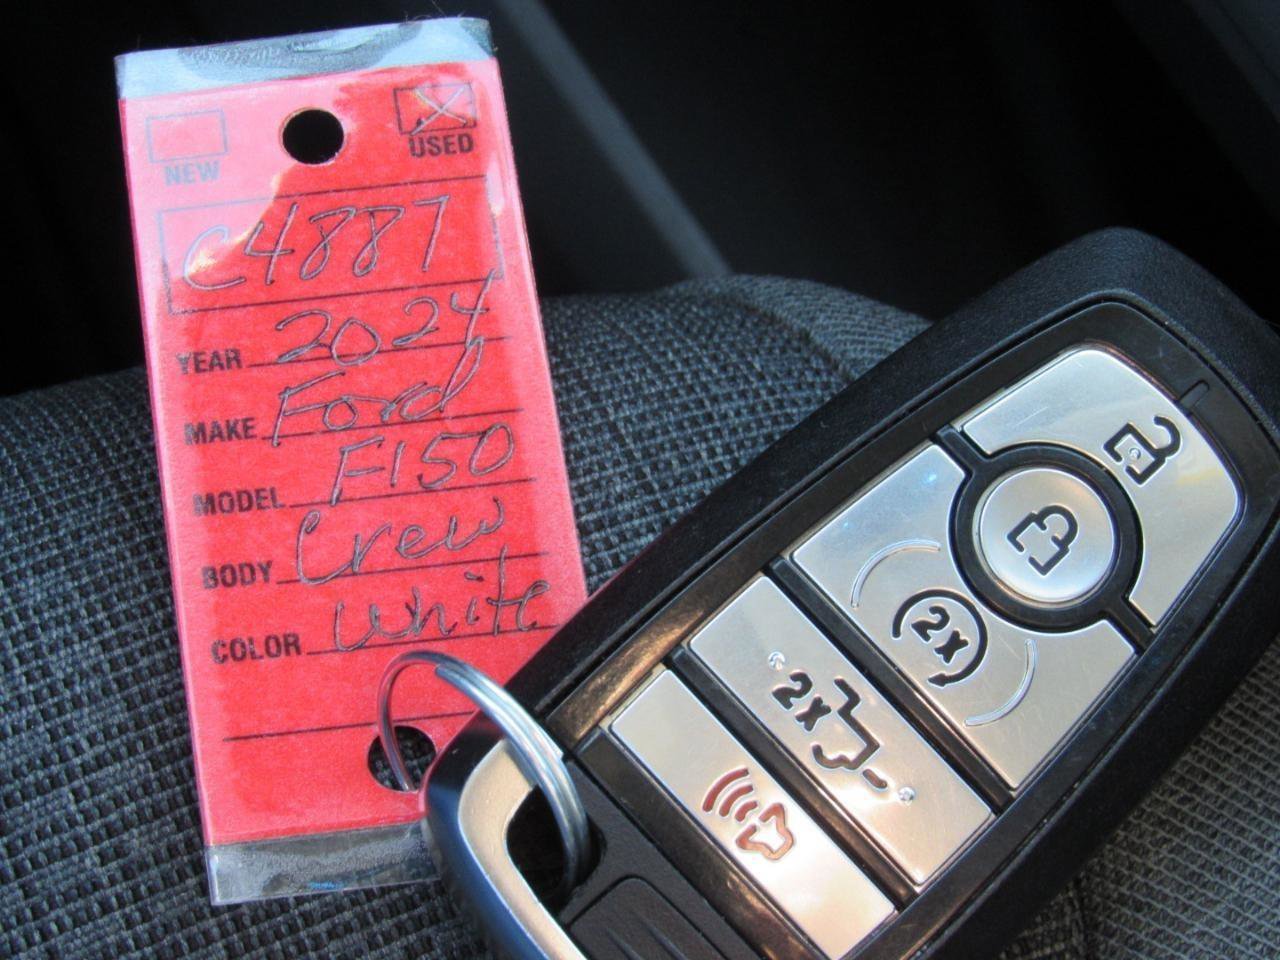 NEW USED
C4887
YEAR 2024
MAKE Ford
MODEL F150
BODY Crew
COLOR White
2x
2x